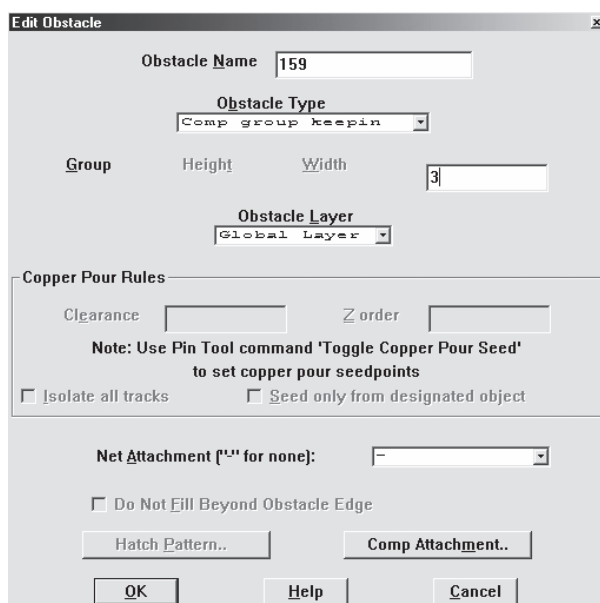 Edit Obstacle
Obstacle Name 159
Obstacle Type
Comp group keepin
Group Height Width 3
Obstacle Layer
Global Layer
Copper Pour Rules
Clearance Z order
Note: Use Pin Tool command 'Toggle Copper Pour Seed'
to set copper pour seedpoints
Isolate all tracks Seed only from designated object
Net Attachment ("-" for none): -
Do Not Fill Beyond Obstacle Edge
Hatch Pattern.. Comp Attachment..
OK Help Cancel